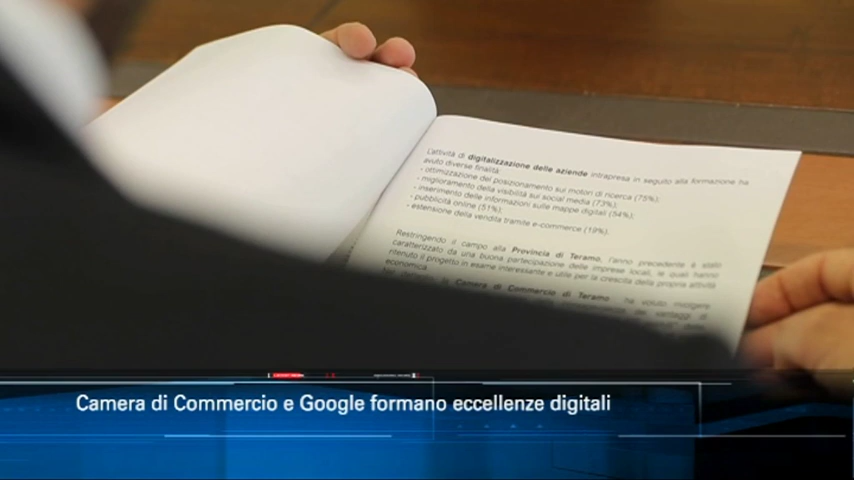 L'attività di digitalizzazione delle aziende intrapresa in seguito alla formazione ha
avuto diverse finalità:
- ottimizzazione del posizionamento sui motori di ricerca (75%);
- miglioramento della visibilità sui social media (73%);
- inserimento delle informazioni sulle mappe digitali (54%);
- pubblicità online (51%);
- estensione della vendita tramite e-commerce (19%).
Restringendo il campo alla Provincia di Teramo, l'anno precedente è stato
caratterizzato da una buona partecipazione delle imprese locali, le quali hanno
ritenuto il progetto in esame interessante e utile per la crescita della propria attività
economica.
la Camera di Commercio di Teramo ha voluto rivolgere
Camera di Commercio e Google formano eccellenze digitali